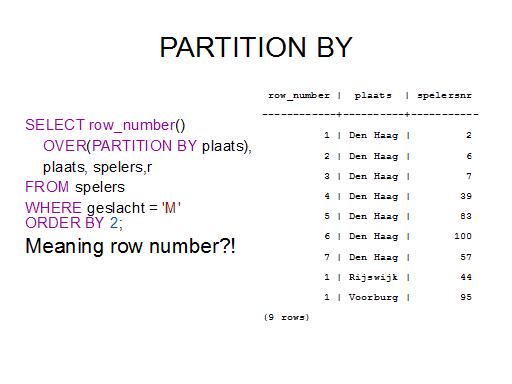 PARTITION BY
SELECT row_number()
OVER(PARTITION BY plaats),
plaats, spelers,r
FROM spelers
WHERE geslacht = 'M'
ORDER BY 2;
Meaning row number?!
row_number | plaats | spelersnr
------------+----------+-----------
1 | Den Haag | 2
2 | Den Haag | 6
3 | Den Haag | 7
4 | Den Haag | 39
5 | Den Haag | 83
6 | Den Haag | 100
7 | Den Haag | 57
1 | Rijswijk | 44
1 | Voorburg | 95
(9 rows)